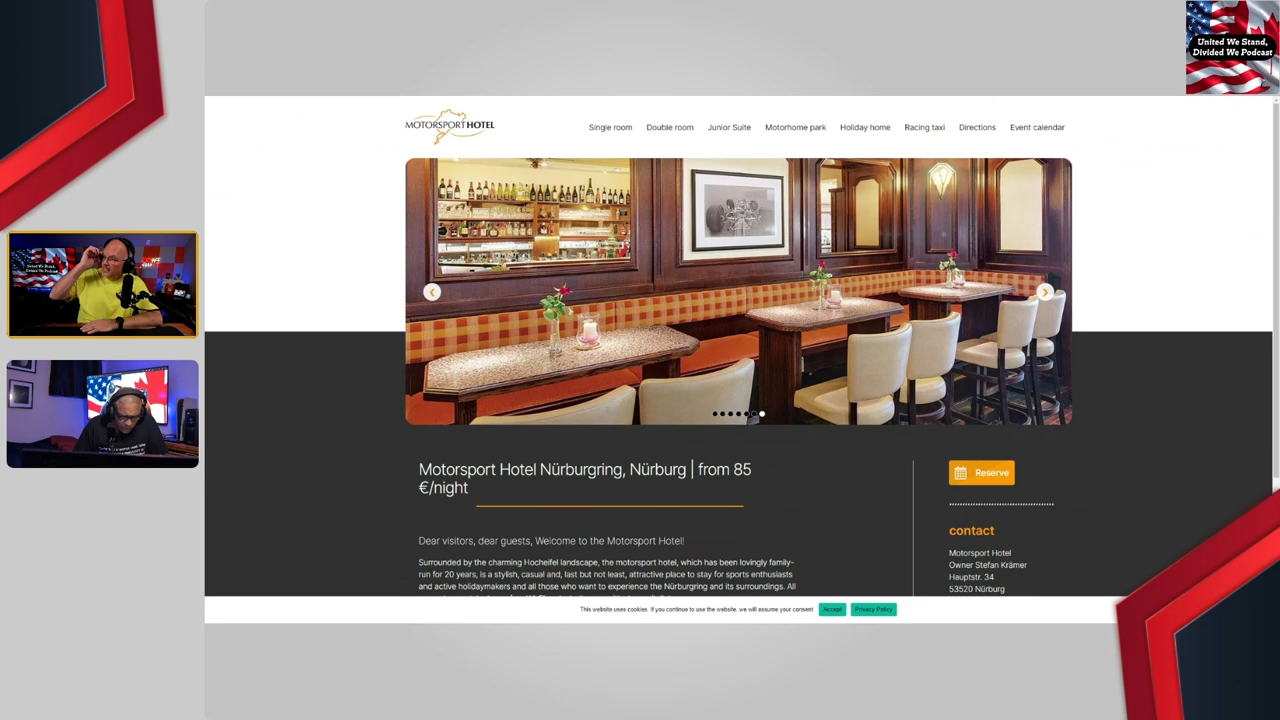 United We Stand,
Divided We Podcast
MOTORSPORTHOTEL
Single room
Double room
Junior Suite
Motorhome park
Holiday home
Racing taxi
Directions
Event calendar
Motorsport Hotel Nürburgring, Nürburg | from 85
€/night
Reserve
Dear visitors, dear guests, Welcome to the Motorsport Hotel!
Surrounded by the charming Hocheifel landscape, the motorsport hotel, which has been lovingly family-
run for 20 years, is a stylish, casual and, last but not least, attractive place to stay for sports enthusiasts
and active holidaymakers and all those who want to experience the Nürburgring and its surroundings. All
contact
Motorsport Hotel
Owner Stefan Krämer
Hauptstr. 34
53520 Nürburg
This website uses cookies. If you continue to use the website, we will assume your consent.
Accept
Privacy Policy